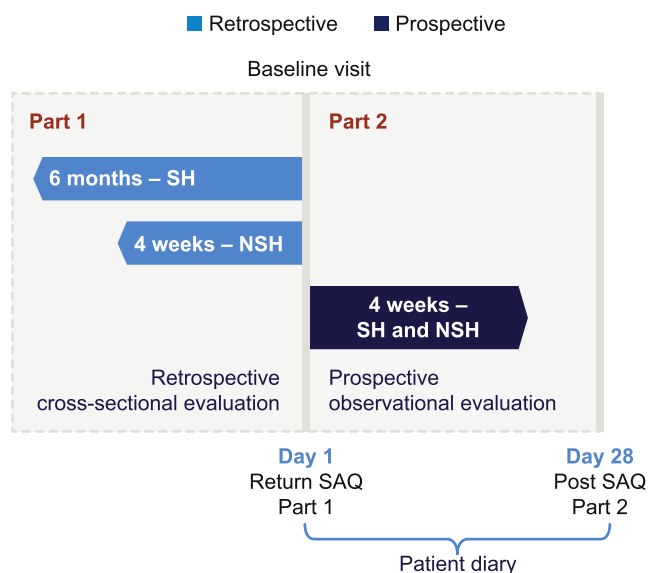 Retrospective Prospective
Baseline visit
Part 1
Part 2
6 months – SH
4 weeks – NSH
4 weeks –
SH and NSH
Retrospective
cross-sectional evaluation
Prospective
observational evaluation
Day 1
Return SAQ
Part 1
Day 28
Post SAQ
Part 2
Patient diary